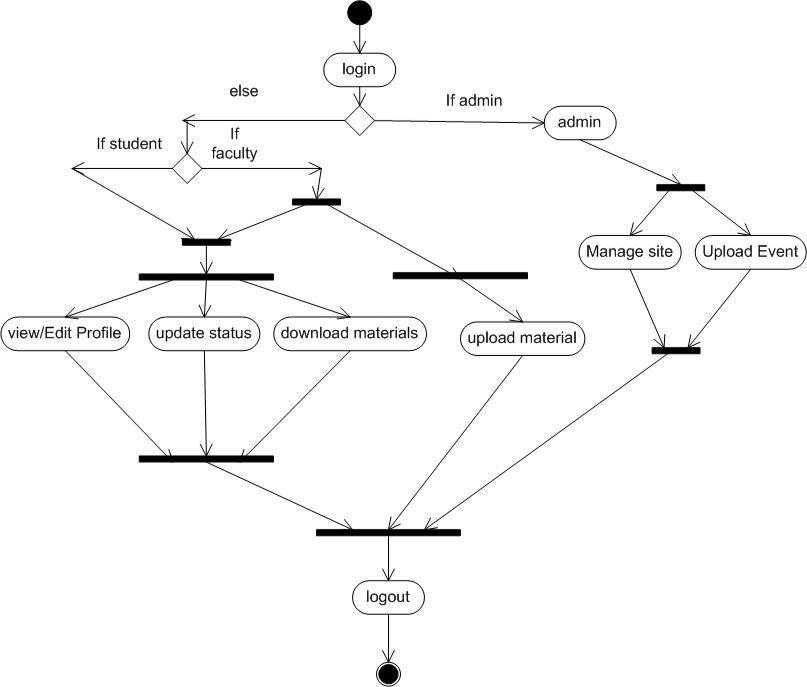 login
else
If admin
admin
If student
If
faculty
Manage site
Upload Event
view/Edit Profile
update status
download materials
upload material
logout